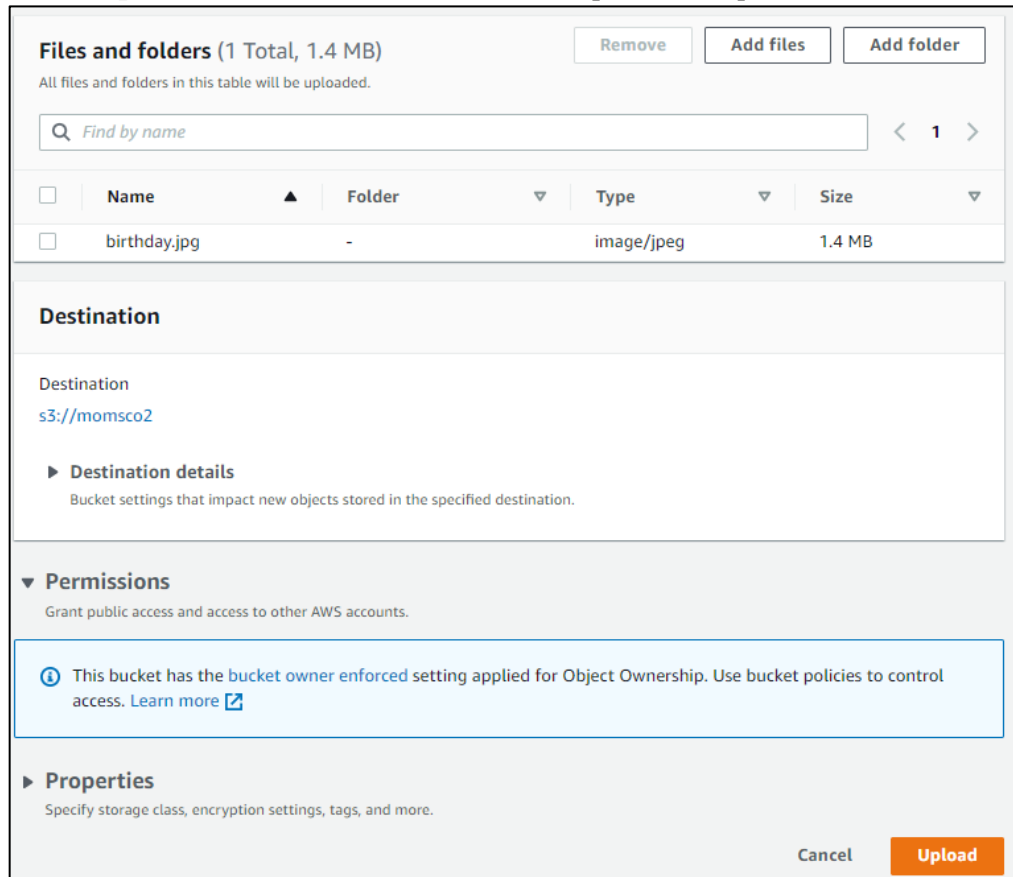 Files and folders (1 Total, 1.4 MB)
Remove
Add files
Add folder
All files and folders in this table will be uploaded.
Find by name
1
Name Folder Type Size
birthday.jpg - image/jpeg 1.4 MB
Destination
Destination
s3://momsco2
Destination details
Bucket settings that impact new objects stored in the specified destination.
Permissions
Grant public access and access to other AWS accounts.
This bucket has the bucket owner enforced setting applied for Object Ownership. Use bucket policies to control
access. Learn more
Properties
Specify storage class, encryption settings, tags, and more.
Cancel
Upload